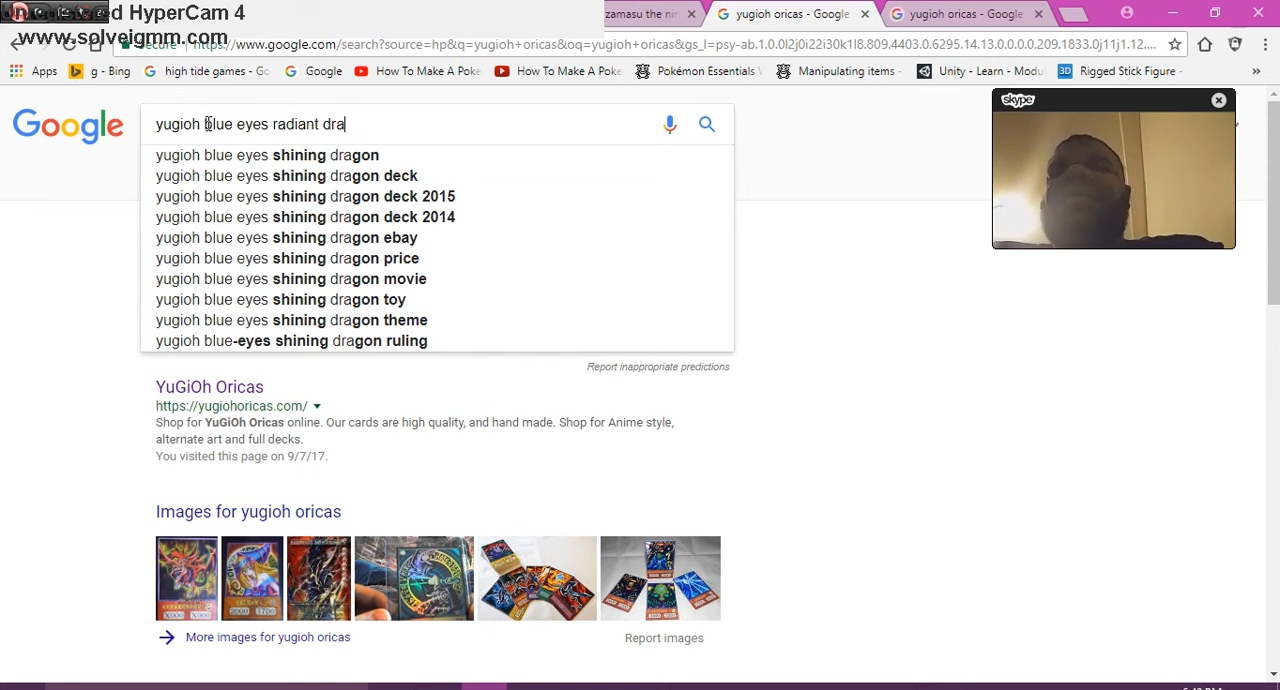 Unregistered HyperCam 4
www.solveigmm.com
zamasu the nin
yugioh oricas - Google
yugioh oricas - Google
Secure
https://www.google.com/search?source=hp&q=yugioh+oricas&oq=yugioh+oricas&gs_l=psy-ab.1.0.0l2j0i22i30k1l8.809.4403.0.6295.14.13.0.0.0.0.209.1833.0j11j1.12....
Apps
g - Bing
high tide games - Go
Google
How To Make A Poke
How To Make A Poke
Pokémon Essentials
Manipulating items -
Unity - Learn - Modu
Rigged Stick Figure -
»
skype
Google
yugioh blue eyes radiant dra
yugioh blue eyes shining dragon
yugioh blue eyes shining dragon deck
yugioh blue eyes shining dragon deck 2015
yugioh blue eyes shining dragon deck 2014
yugioh blue eyes shining dragon ebay
yugioh blue eyes shining dragon price
yugioh blue eyes shining dragon movie
yugioh blue eyes shining dragon toy
yugioh blue eyes shining dragon theme
yugioh blue-eyes shining dragon ruling
Report inappropriate predictions
YuGiOh Oricas
https://yugiohoricas.com/
Shop for YuGiOh Oricas online. Our cards are high quality, and hand made. Shop for Anime style,
alternate art and full decks.
You visited this page on 9/7/17.
Images for yugioh oricas
More images for yugioh oricas
Report images